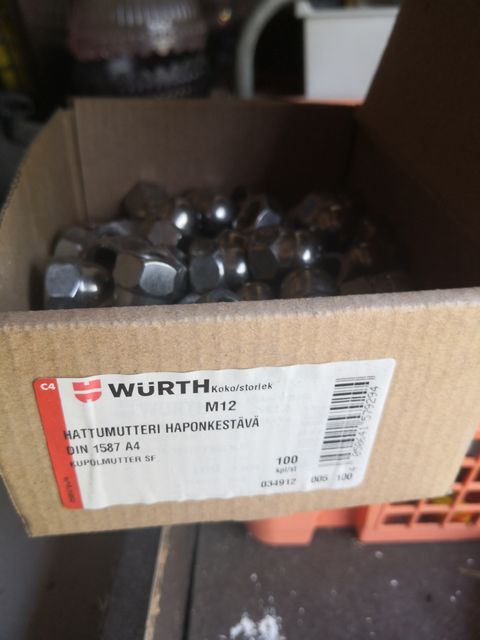 C4
WÜRTH Koko/storlek
M12
HATTUMUTTERI HAPONKESTÄVÄ
DIN 1587 A4
KUPOLMUTTER SF
100
kpl/st
034912 005 100